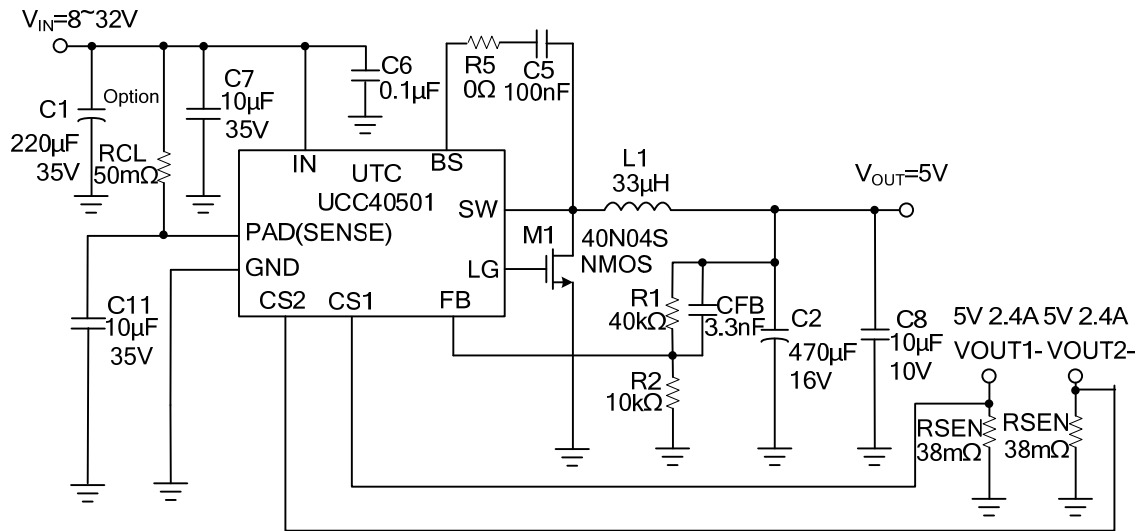 V_IN=8~32V
C1
220μF
35V
Option
RCL
50mΩ
C7
10μF
35V
C6
0.1μF
R5
0Ω
C5
100nF
IN
BS
UTC
UCC40501
SW
PAD(SENSE)
GND
LG
CS2
CS1
FB
C11
10μF
35V
L1
33μH
V_OUT=5V
M1
40N04S
NMOS
R1
40kΩ
CFB
3.3nF
R2
10kΩ
C2
470μF
16V
C8
10μF
10V
5V 2.4A
VOUT1-
5V 2.4A
VOUT2-
RSEN
38mΩ
RSEN
38mΩ